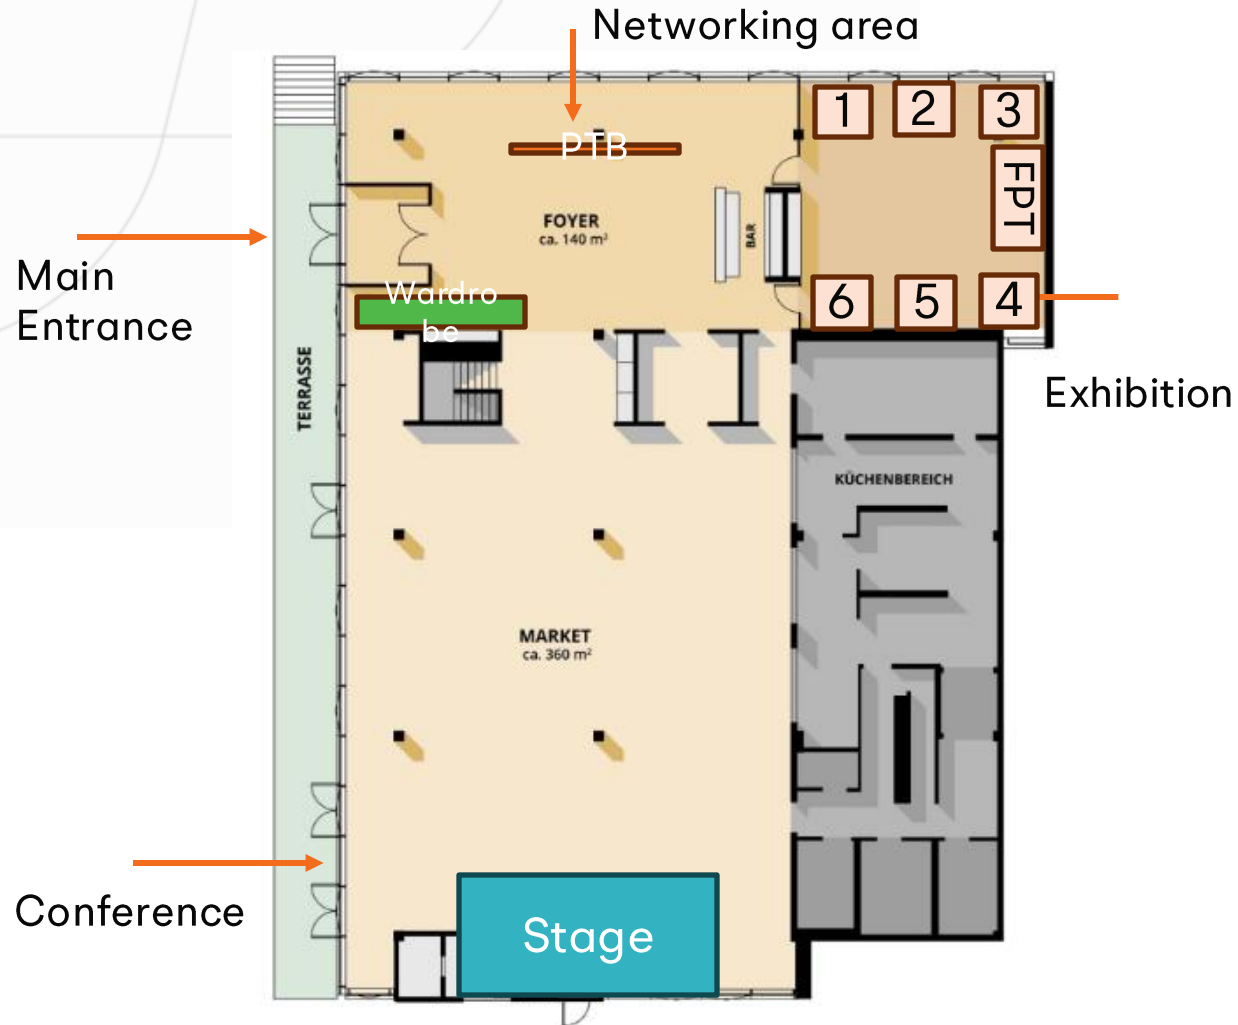 Networking area
1
2
3
PTB
FPT
FOYER
ca. 140 m²
BAR
Main
Entrance
Wardro
be
6
5
4
TERRASSE
Exhibition
KÜCHENBEREICH
MARKET
ca. 360 m²
Conference
Stage